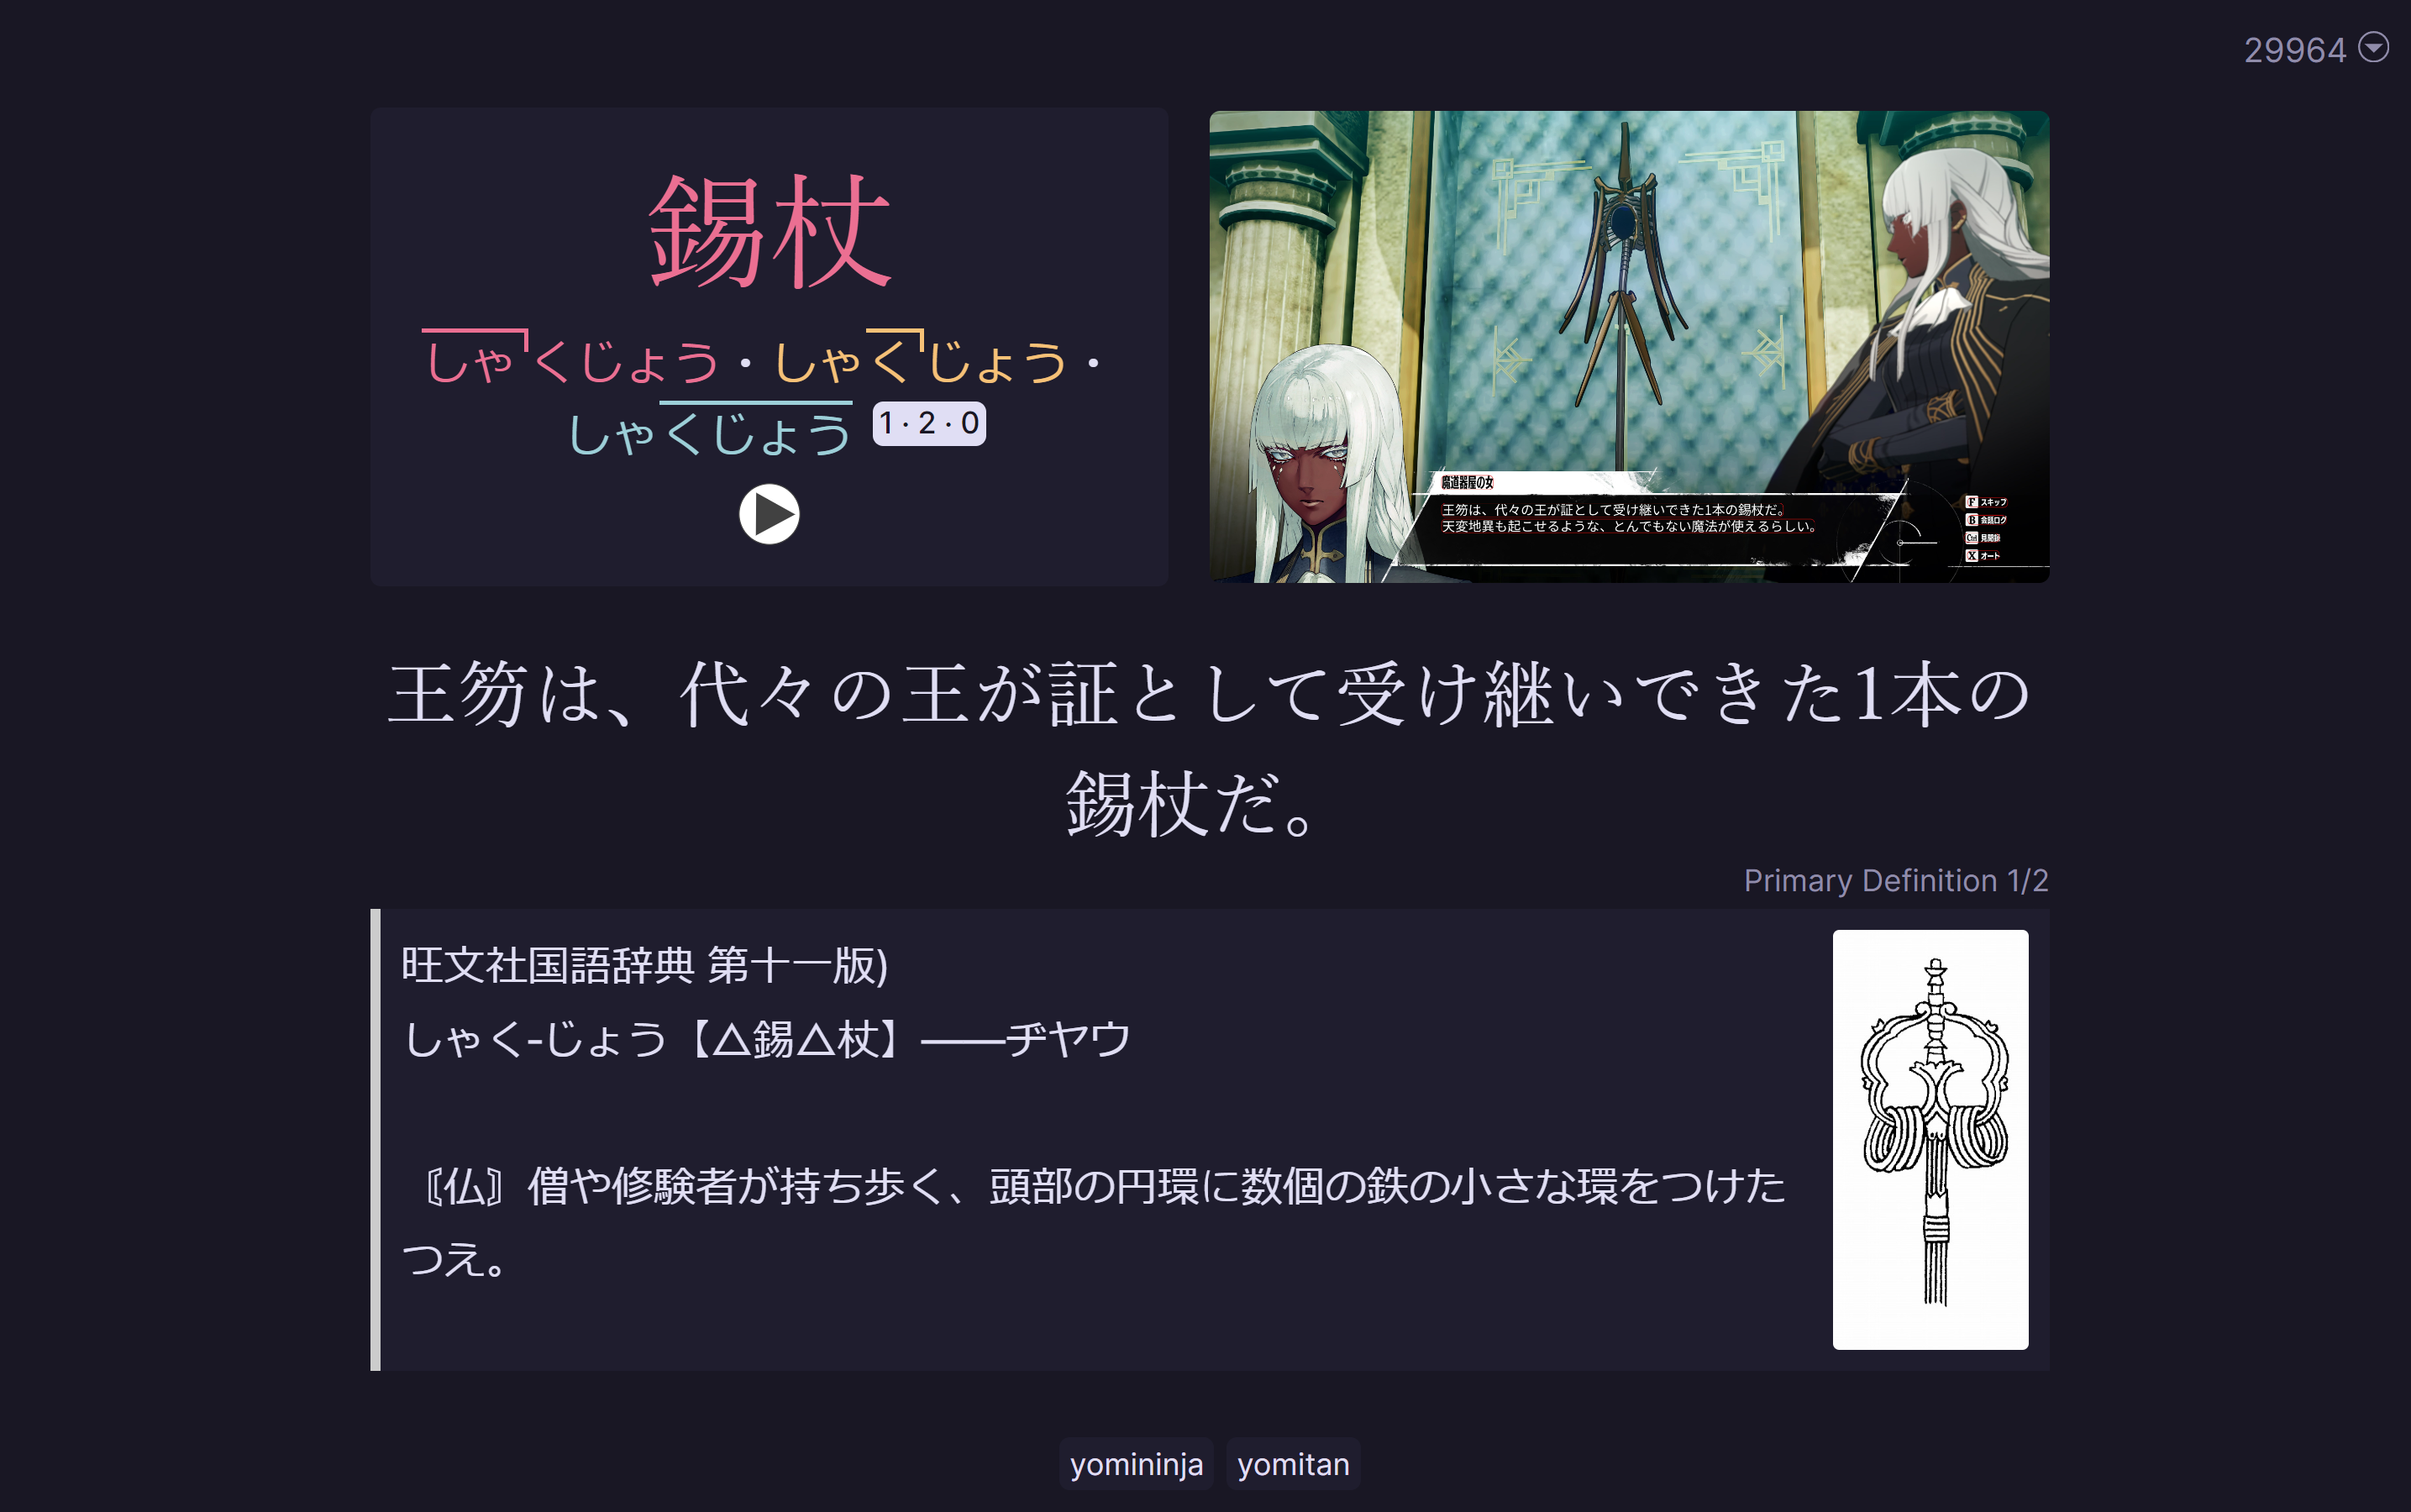 29964
錫杖
しゃくじょう・しゃくじょう・
しゃくじょう 1・2・0
魔道器屋の女
王笏は、代々の王が証として受け継いできた1本の錫杖だ。
天変地異も起こせるような、とんでもない魔法が使えるらしい。
F スキップ
B 会話ログ
Ctrl 見聞録
X オート
王笏は、代々の王が証として受け継いできた1本の
錫杖だ。
Primary Definition 1/2
旺文社国語辞典 第十一版)
しゃく-じょう【△錫△杖】――ヂヤウ
〘仏〙僧や修験者が持ち歩く、頭部の円環に数個の鉄の小さな環をつけた
つえ。
yomininja yomitan